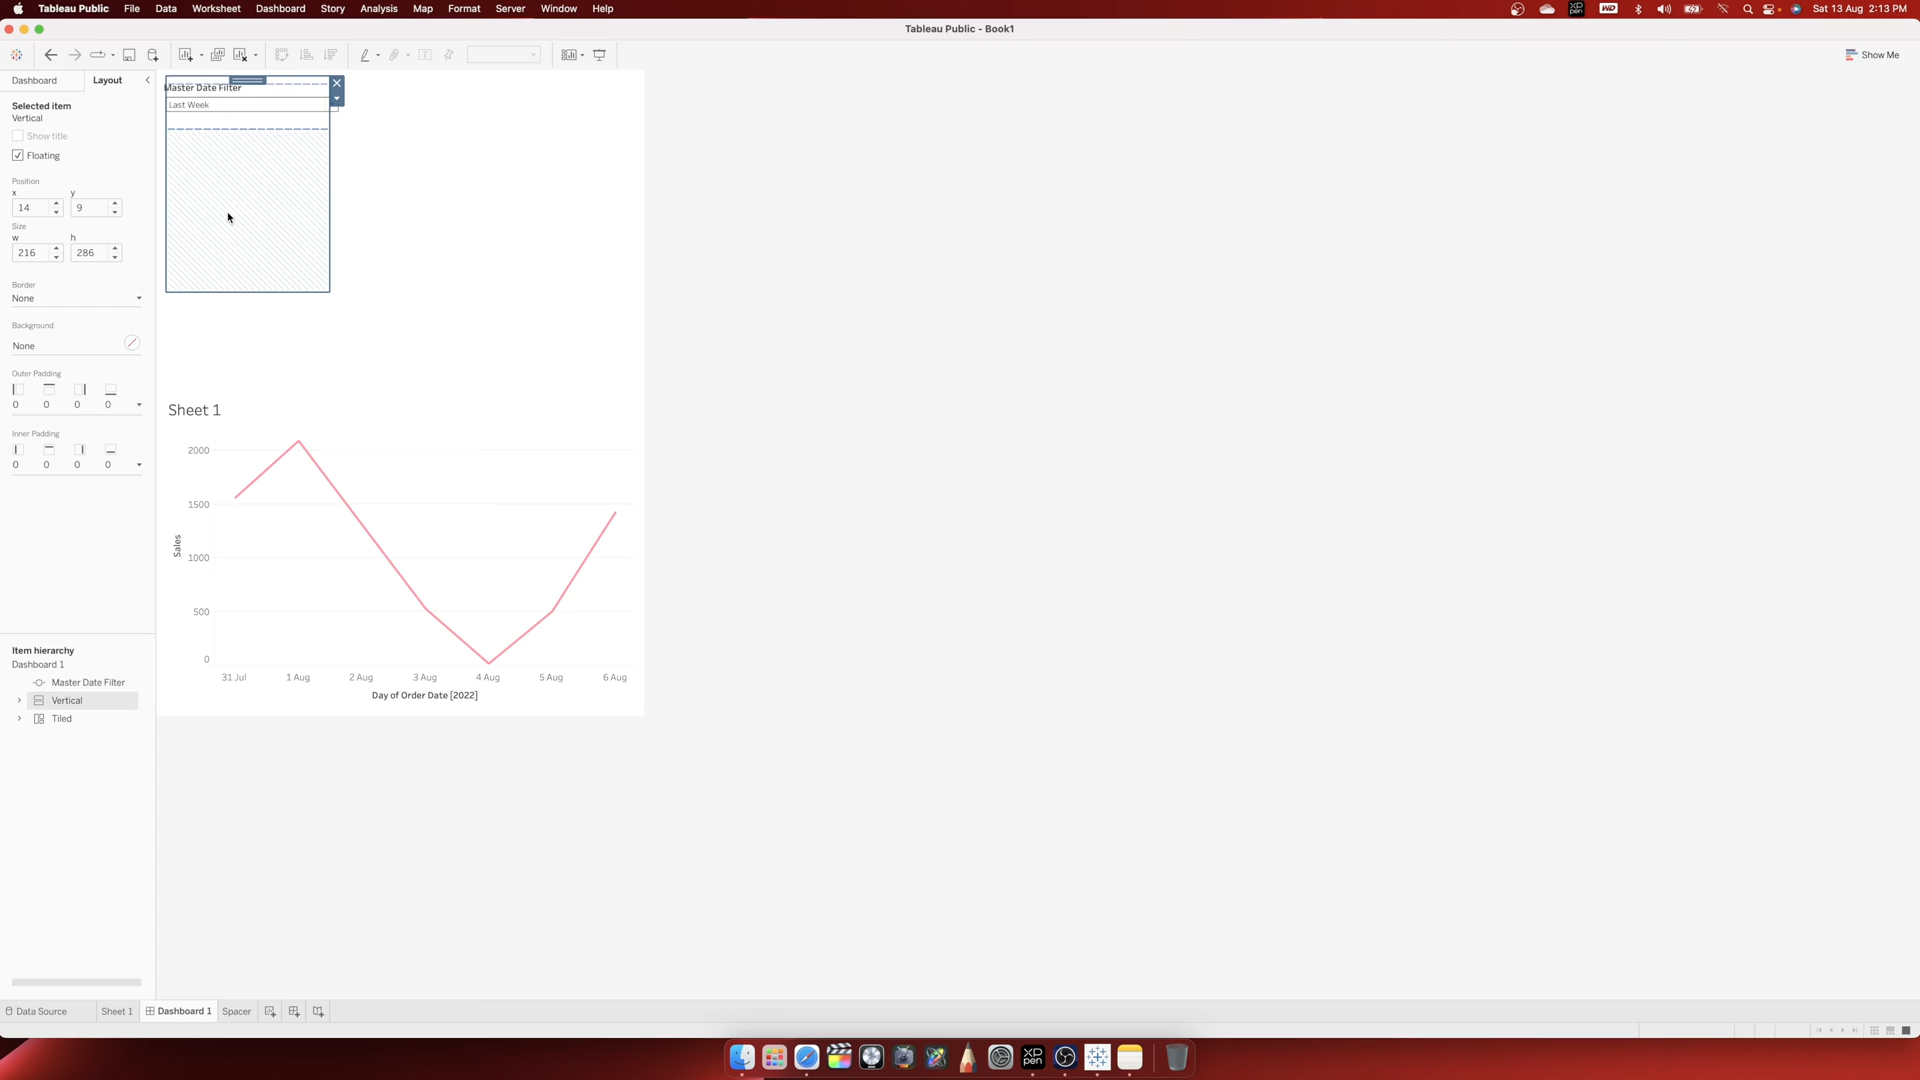 Tableau Public File Data Worksheet Dashboard Story Analysis Map Format Server Window Help
WD
Sat 13 Aug 2:13 PM
Tableau Public - Book1
Show Me
Dashboard Layout
Selected item
Vertical
Show title
Floating
Position
x y
14 9
Size
w h
216 286
Border
None
Background
None
Outer Padding
0 0 0 0
Inner Padding
0 0 0 0
Item hierarchy
Dashboard 1
Master Date Filter
Vertical
Tiled
Master Date Filter
Last Week
Sheet 1
2000
1500
1000
500
0
Sales
31 Jul 1 Aug 2 Aug 3 Aug 4 Aug 5 Aug 6 Aug
Day of Order Date [2022]
Data Source Sheet 1 Dashboard 1 Spacer
XP
pen